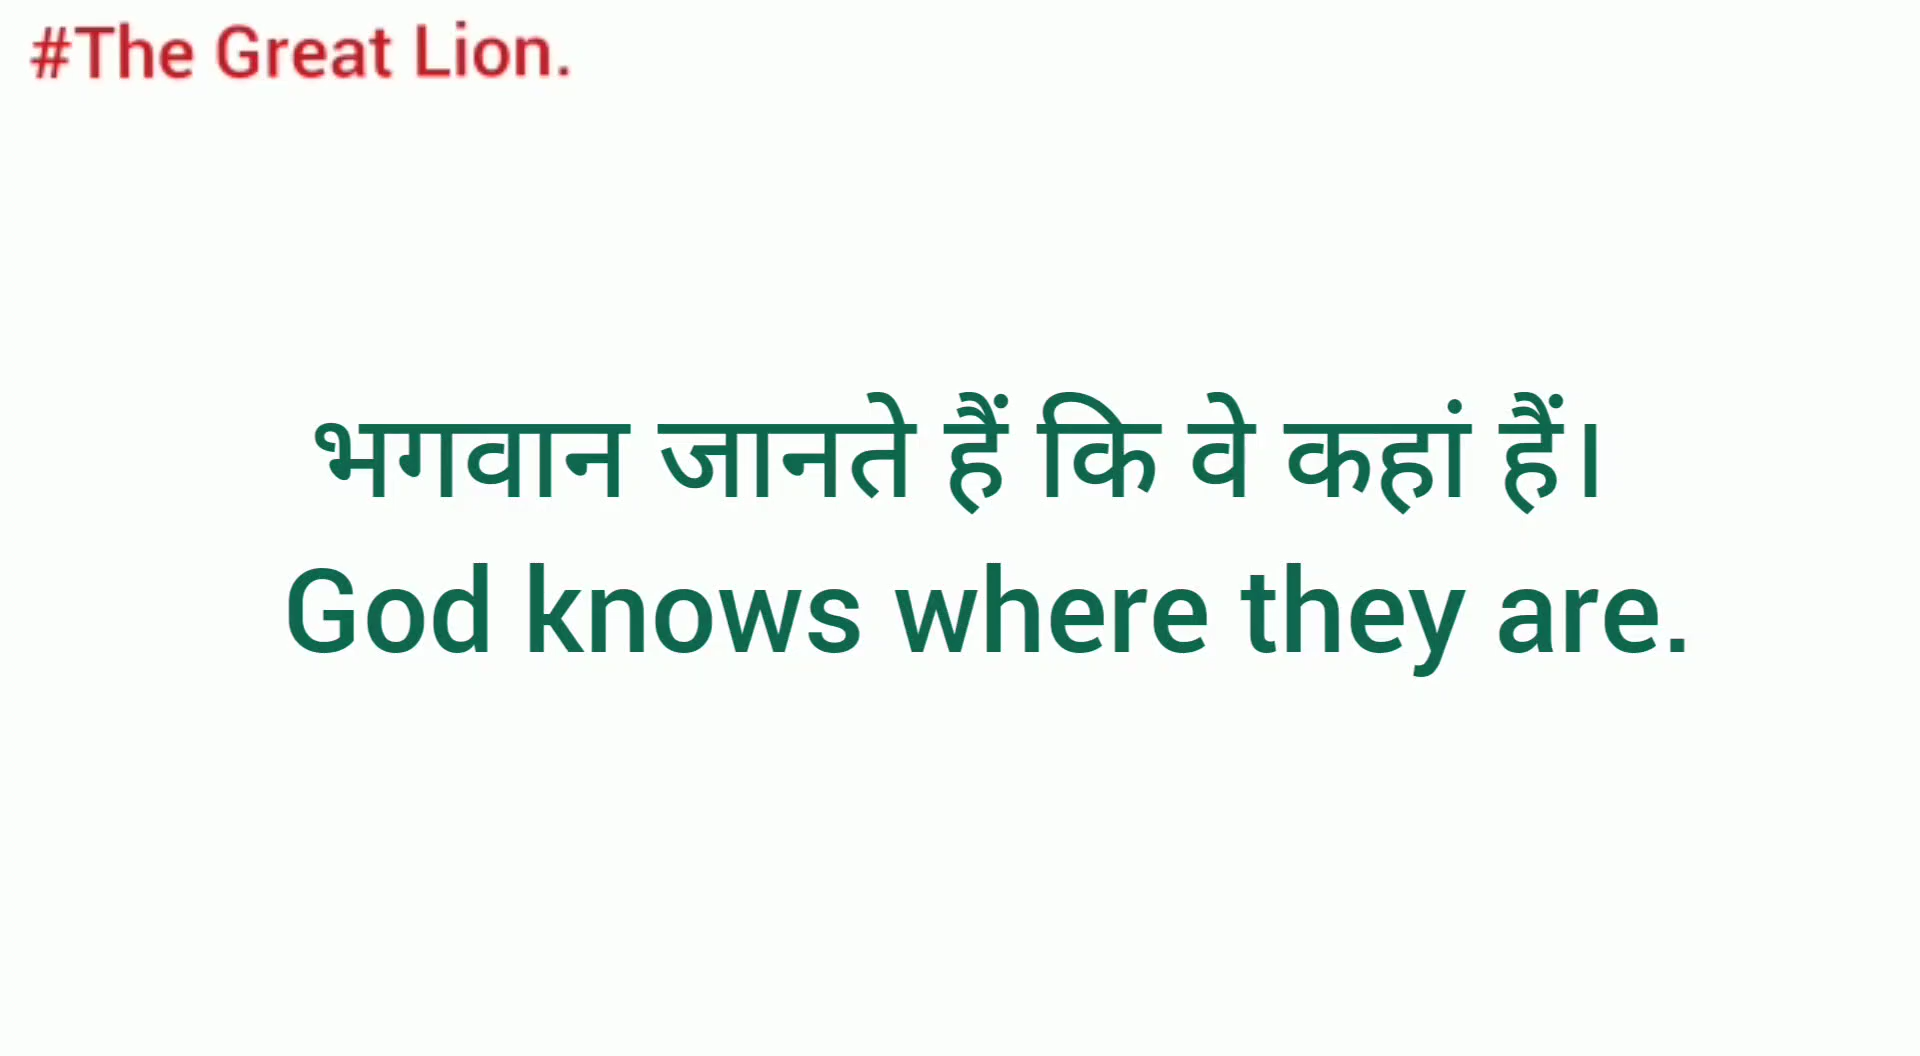 #The Great Lion.
भगवान जानते हैं कि वे कहां हैं।
God knows where they are.